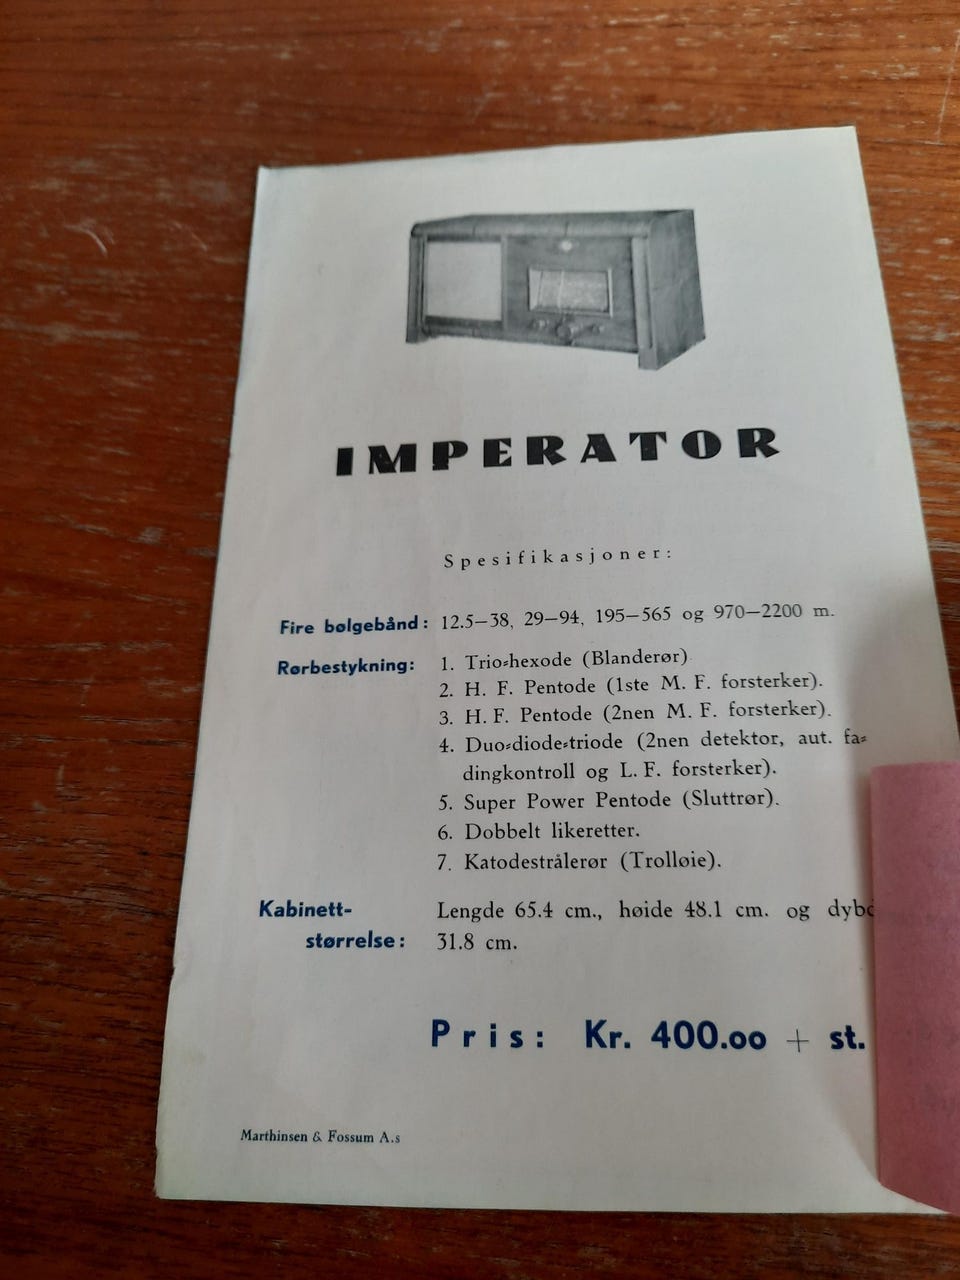 IMPERATOR
Spesifikasjoner:
Fire bølgebånd: 12.5—38, 29—94, 195—565 og 970—2200 m.
Rørbestykning: 1. Trio-hexode (Blanderør)
2. H. F. Pentode (1ste M. F. forsterker).
3. H. F. Pentode (2nen M. F. forsterker).
4. Duo-diode-triode (2nen detektor, aut. fa-
dingkontroll og L. F. forsterker).
5. Super Power Pentode (Sluttrør).
6. Dobbelt likeretter.
7. Katodestrålerør (Trolløie).
Kabinett- Lengde 65.4 cm., høide 48.1 cm. og
størrelse: 31.8 cm.
Pris: Kr. 400.oo + st.
Marthinsen & Fossum A.s